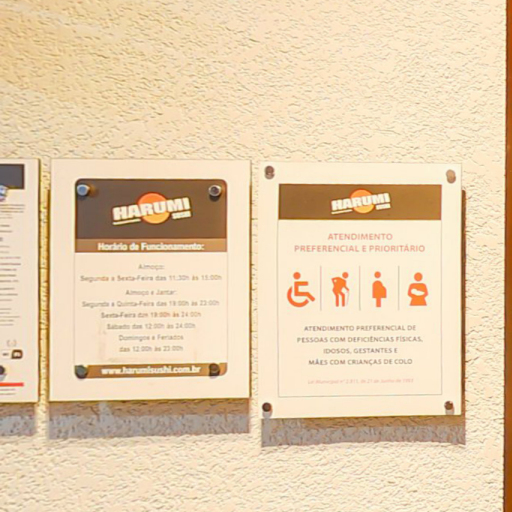 HARUMI
SUSHI
Horário de Funcionamento:
Almoço:
Segunda a Sexta-Feira das 11:30h às 15:00h
Almoço e Jantar:
Segunda a Quinta-Feira das 19:00h às 23:00h
Sexta-Feira das 19:00h às 24:00h
Sábado das 12:00h às 24:00h
Domingos e Feriados
das 12:00h às 23:00h
www.harumisushi.com.br
HARUMI
SUSHI
ATENDIMENTO
PREFERENCIAL E PRIORITÁRIO
ATENDIMENTO PREFERENCIAL DE
PESSOAS COM DEFICIÊNCIAS FÍSICAS,
IDOSOS, GESTANTES E
MÃES COM CRIANÇAS DE COLO